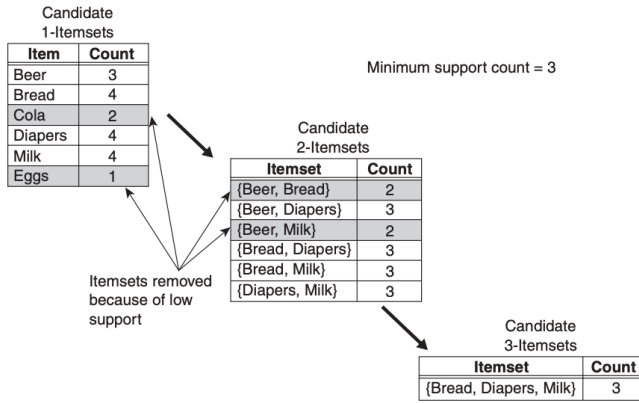 Candidate
1-Itemsets
Item Count
Beer 3
Bread 4
Cola 2
Diapers 4
Milk 4
Eggs 1
Minimum support count = 3
Candidate
2-Itemsets
Itemset Count
{Beer, Bread} 2
{Beer, Diapers} 3
{Beer, Milk} 2
{Bread, Diapers} 3
{Bread, Milk} 3
{Diapers, Milk} 3
Itemsets removed
because of low
support
Candidate
3-Itemsets
Itemset Count
{Bread, Diapers, Milk} 3